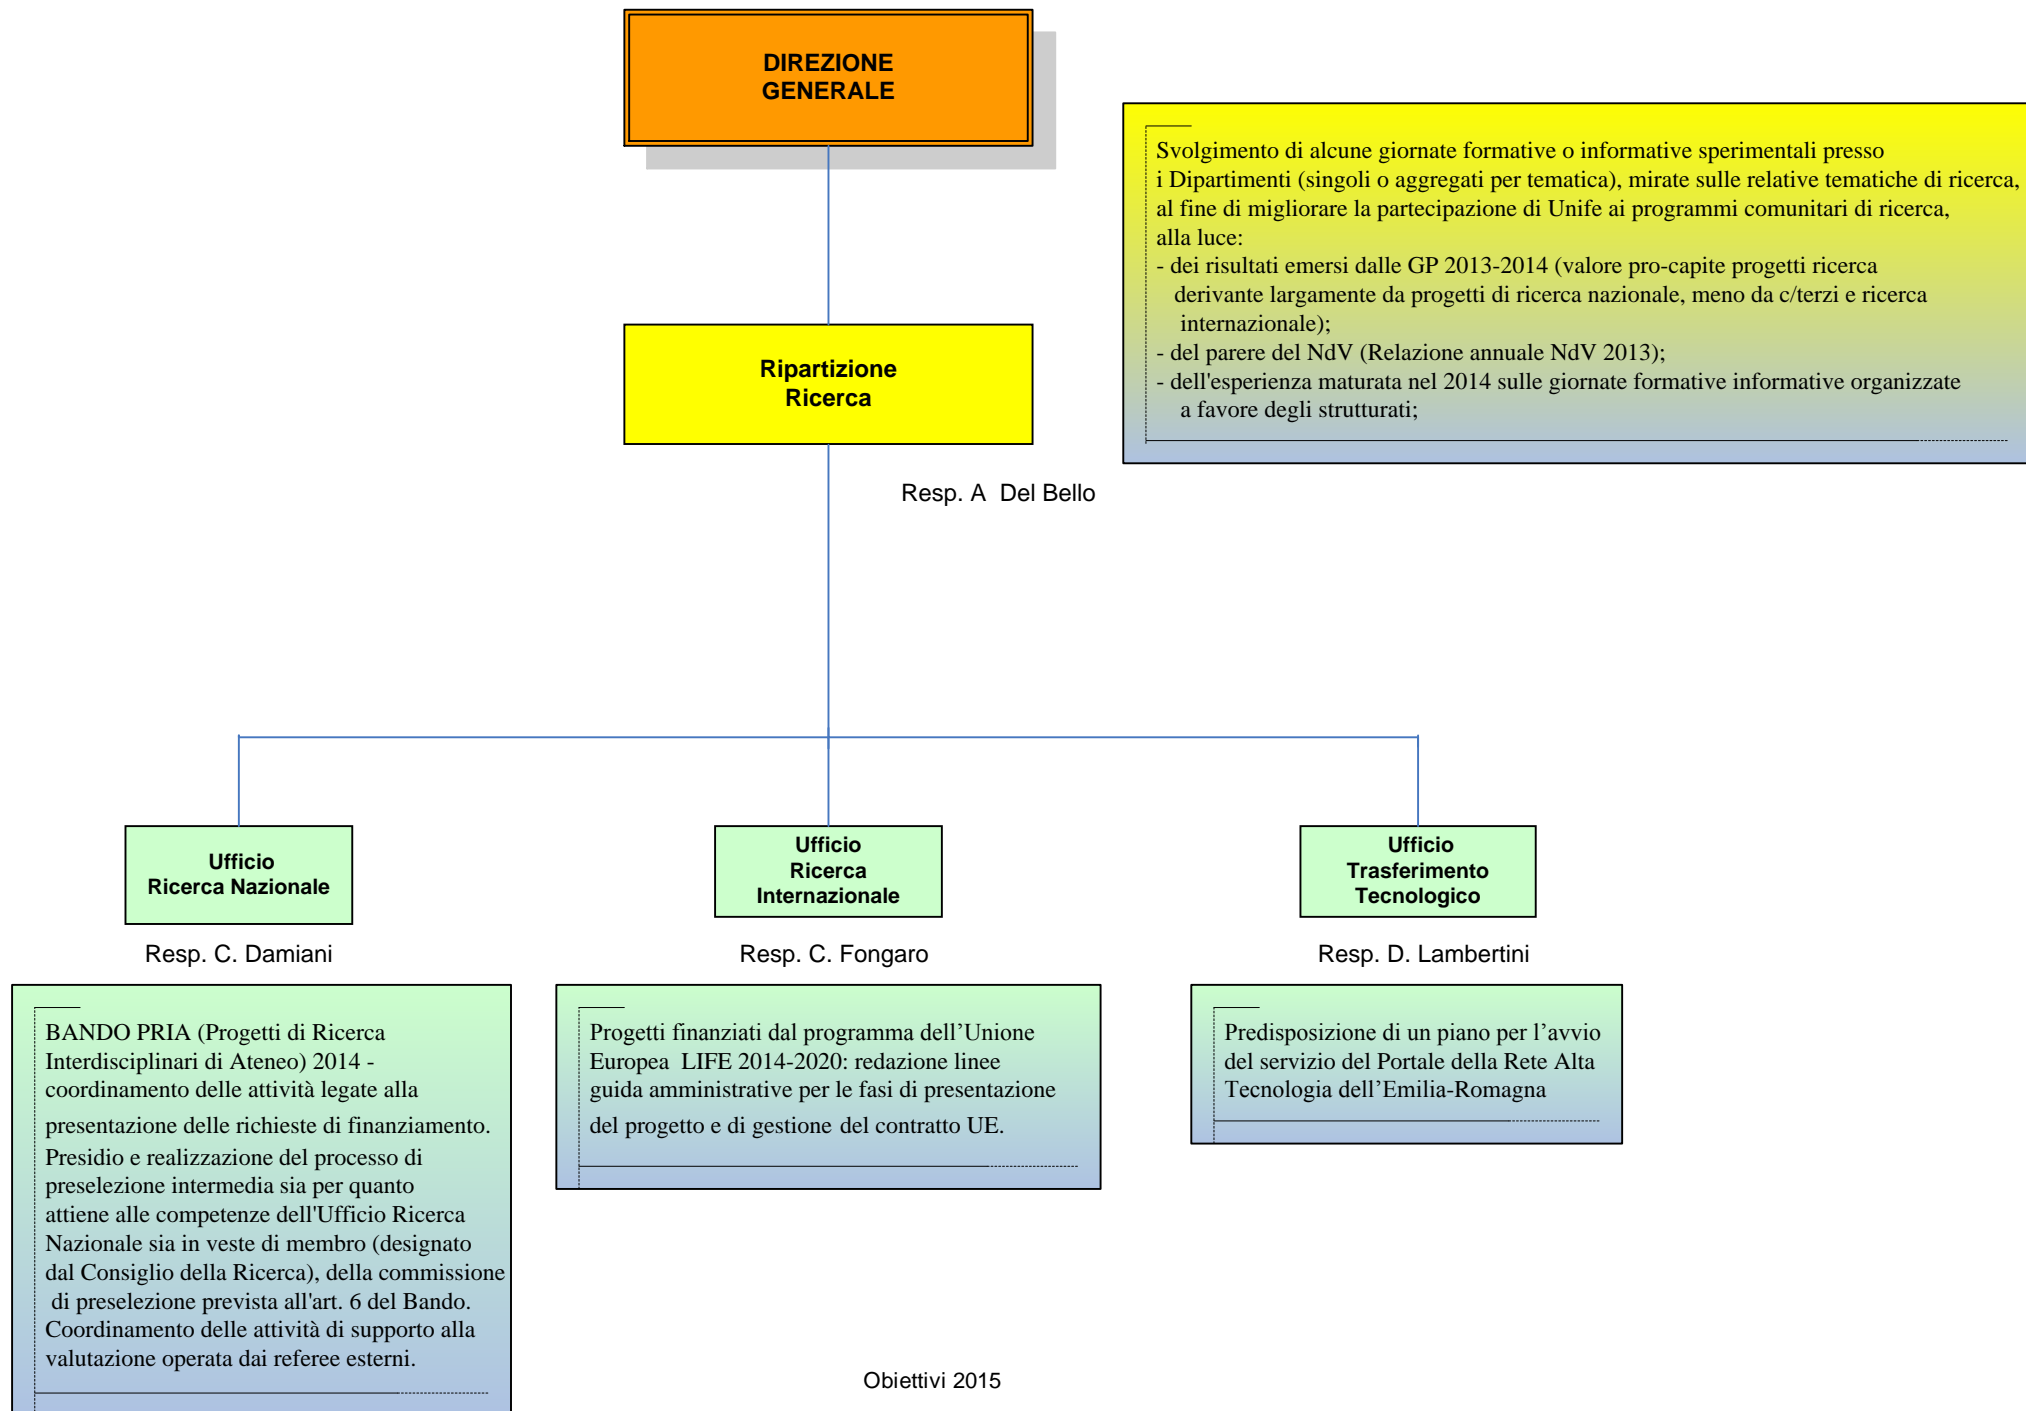 DIREZIONE
GENERALE
Svolgimento di alcune giornate formative o informative sperimentali presso
i Dipartimenti (singoli o aggregati per tematica), mirate sulle relative tematiche di ricerca,
al fine di migliorare la partecipazione di Unife ai programmi comunitari di ricerca,
alla luce:
- dei risultati emersi dalle GP 2013-2014 (valore pro-capite progetti ricerca
derivante largamente da progetti di ricerca nazionale, meno da c/terzi e ricerca
internazionale);
- del parere del NdV (Relazione annuale NdV 2013);
- dell'esperienza maturata nel 2014 sulle giornate formative informative organizzate
a favore degli strutturati;
Ripartizione
Ricerca
Resp. A  Del Bello
Ufficio
Ricerca Nazionale
Resp. C. Damiani
BANDO PRIA (Progetti di Ricerca
Interdisciplinari di Ateneo) 2014 -
coordinamento delle attività legate alla
presentazione delle richieste di finanziamento.
Presidio e realizzazione del processo di
preselezione intermedia sia per quanto
attiene alle competenze dell'Ufficio Ricerca
Nazionale sia in veste di membro (designato
dal Consiglio della Ricerca), della commissione
di preselezione prevista all'art. 6 del Bando.
Coordinamento delle attività di supporto alla
valutazione operata dai referee esterni.
Ufficio
Ricerca
Internazionale
Resp. C. Fongaro
Progetti finanziati dal programma dell’Unione
Europea  LIFE 2014-2020: redazione linee
guida amministrative per le fasi di presentazione
del progetto e di gestione del contratto UE.
Ufficio
Trasferimento
Tecnologico
Resp. D. Lambertini
Predisposizione di un piano per l’avvio
del servizio del Portale della Rete Alta
Tecnologia dell’Emilia-Romagna
Obiettivi 2015